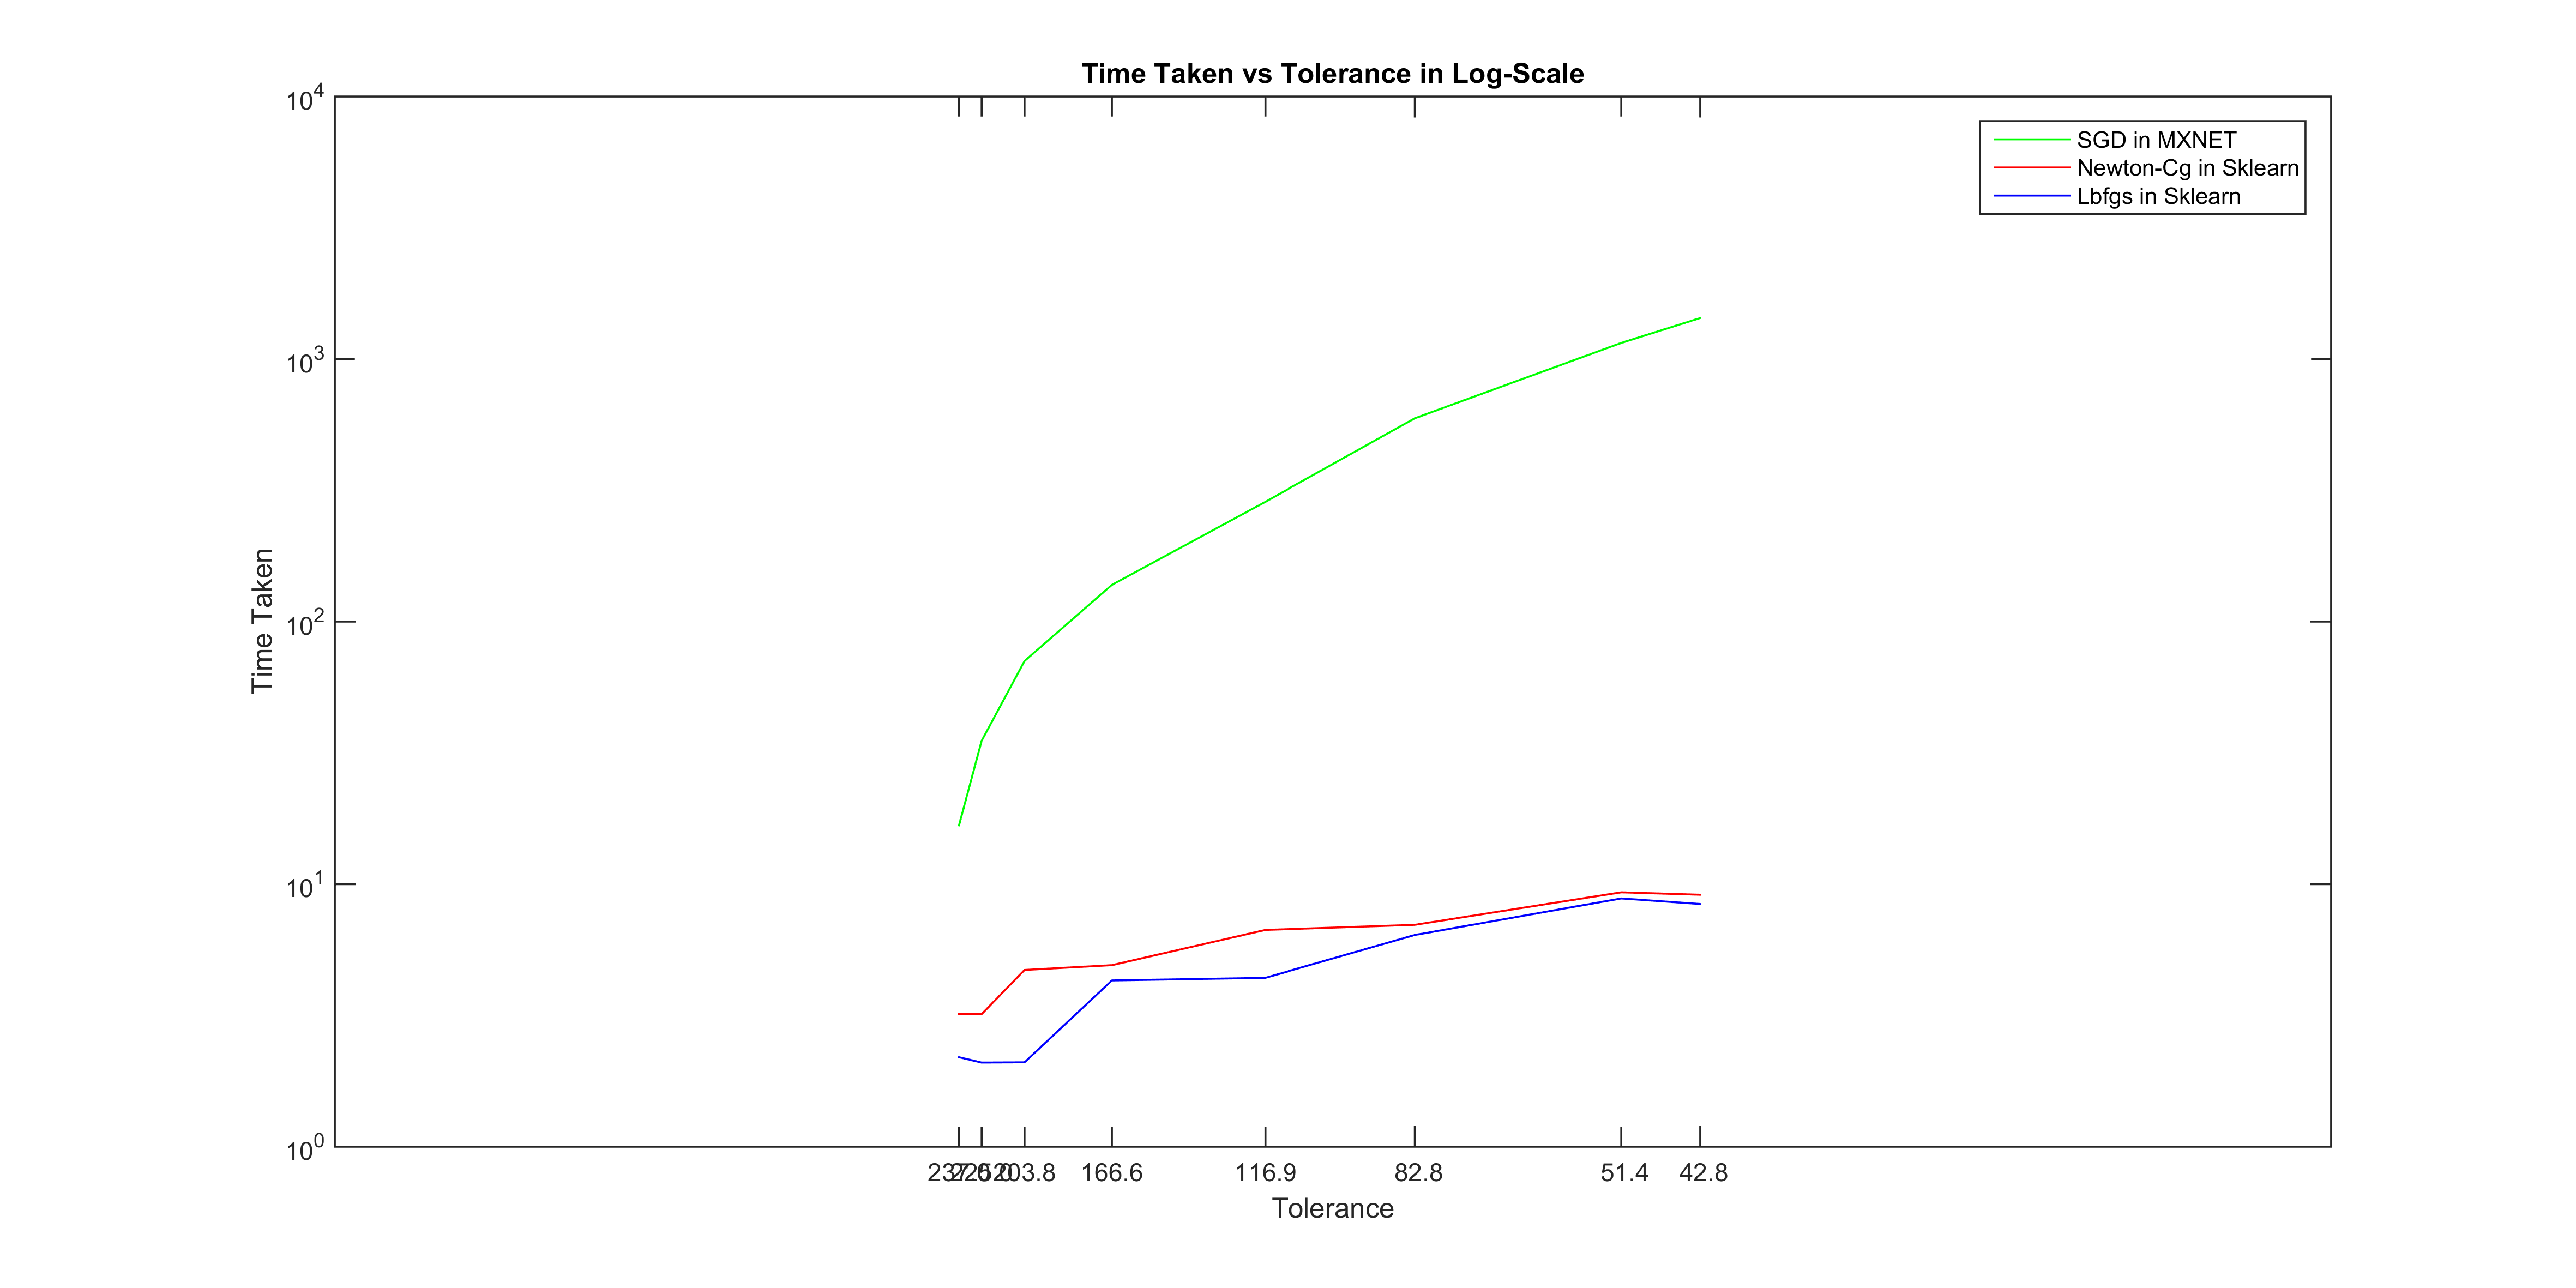 Time Taken vs Tolerance in Log-Scale
10^4
10^3
10^2
10^1
10^0
Time Taken
SGD in MXNET
Newton-Cg in Sklearn
Lbfgs in Sklearn
203.8 166.6 116.9 82.8 51.4 42.8
Tolerance